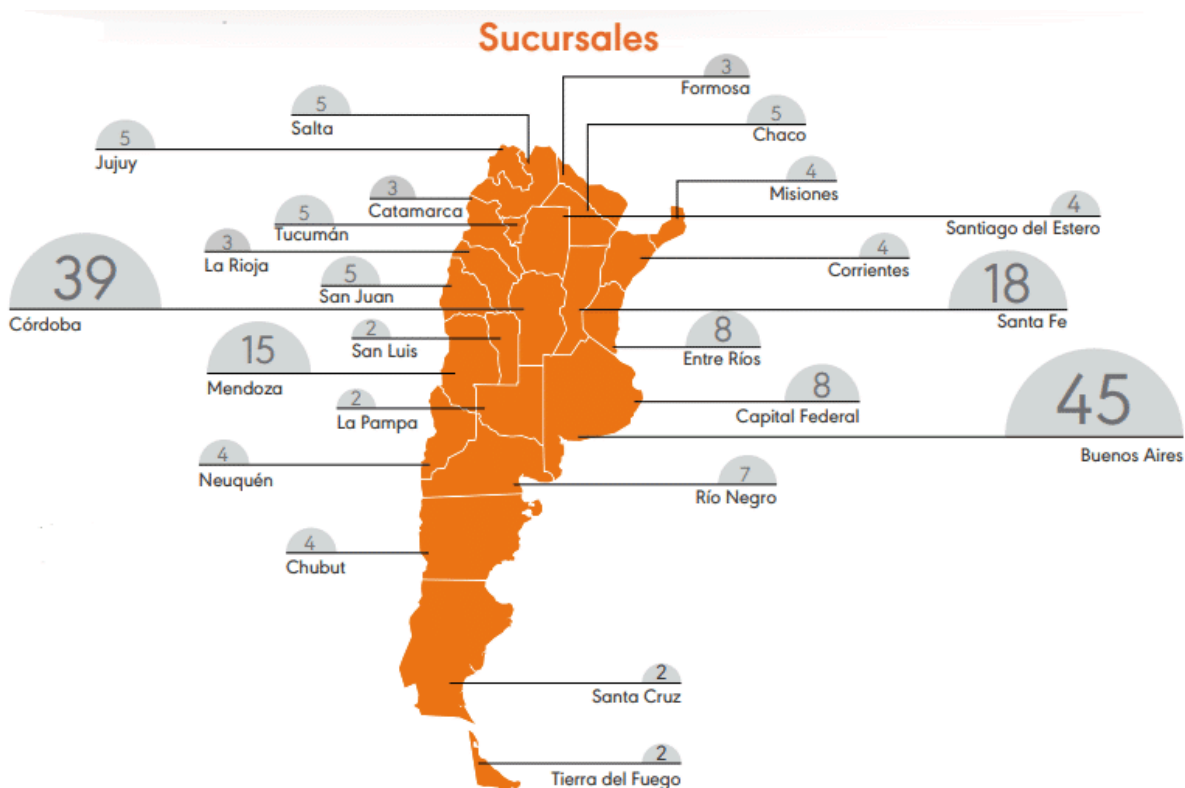 Sucursales
3
Formosa
5
Salta
5
Chaco
5
Jujuy
4
Misiones
3
Catamarca
4
Santiago del Estero
5
Tucumán
3
La Rioja
4
Corrientes
39
Córdoba
5
San Juan
18
Santa Fe
2
San Luis
8
Entre Ríos
15
Mendoza
8
Capital Federal
2
La Pampa
45
Buenos Aires
4
Neuquén
7
Río Negro
4
Chubut
2
Santa Cruz
2
Tierra del Fuego